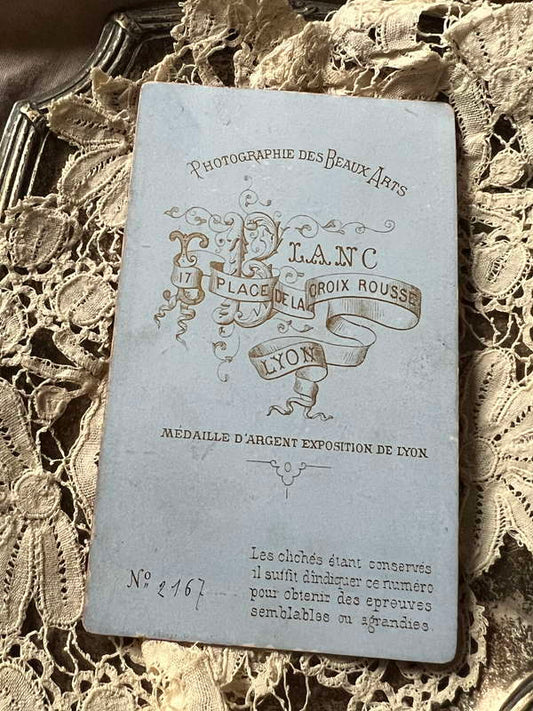 PHOTOGRAPHIE DES BEAUX ARTS
F. BLANC
17 PLACE DE LA CROIX ROUSSE
LYON
MÉDAILLE D'ARGENT EXPOSITION DE LYON.
Les clichés étant conservés
il suffit d'indiquer ce numéro
pour obtenir des épreuves
semblables ou agrandies.
No. 2167